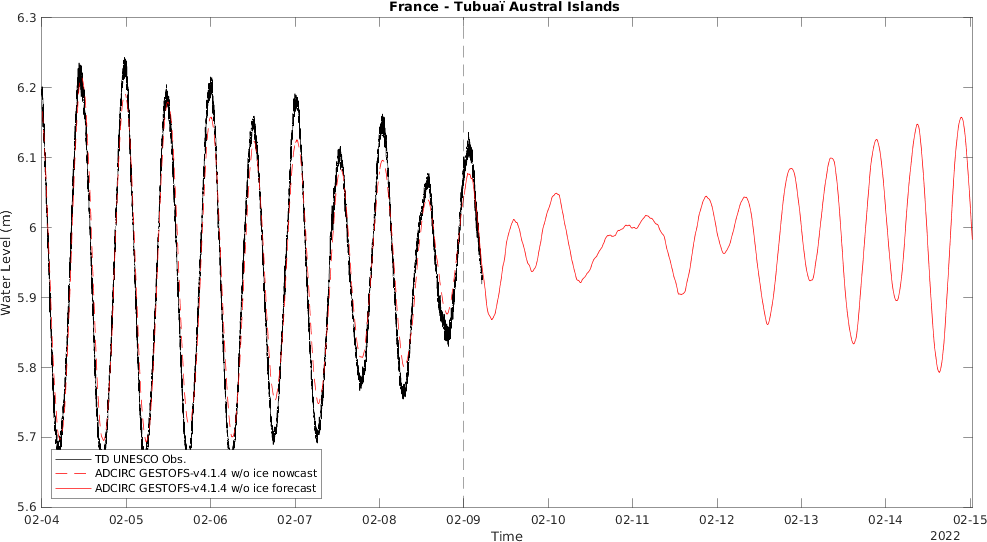 France - Tubuaï Austral Islands
6.3
6.2
6.1
6
5.9
5.8
5.7
5.6
Water Level (m)
TD UNESCO Obs.
ADCIRC GESTOFS-v4.1.4 w/o ice nowcast
ADCIRC GESTOFS-v4.1.4 w/o ice forecast
02-04 02-05 02-06 02-07 02-08 02-09 02-10 02-11 02-12 02-13 02-14 02-15
Time
2022